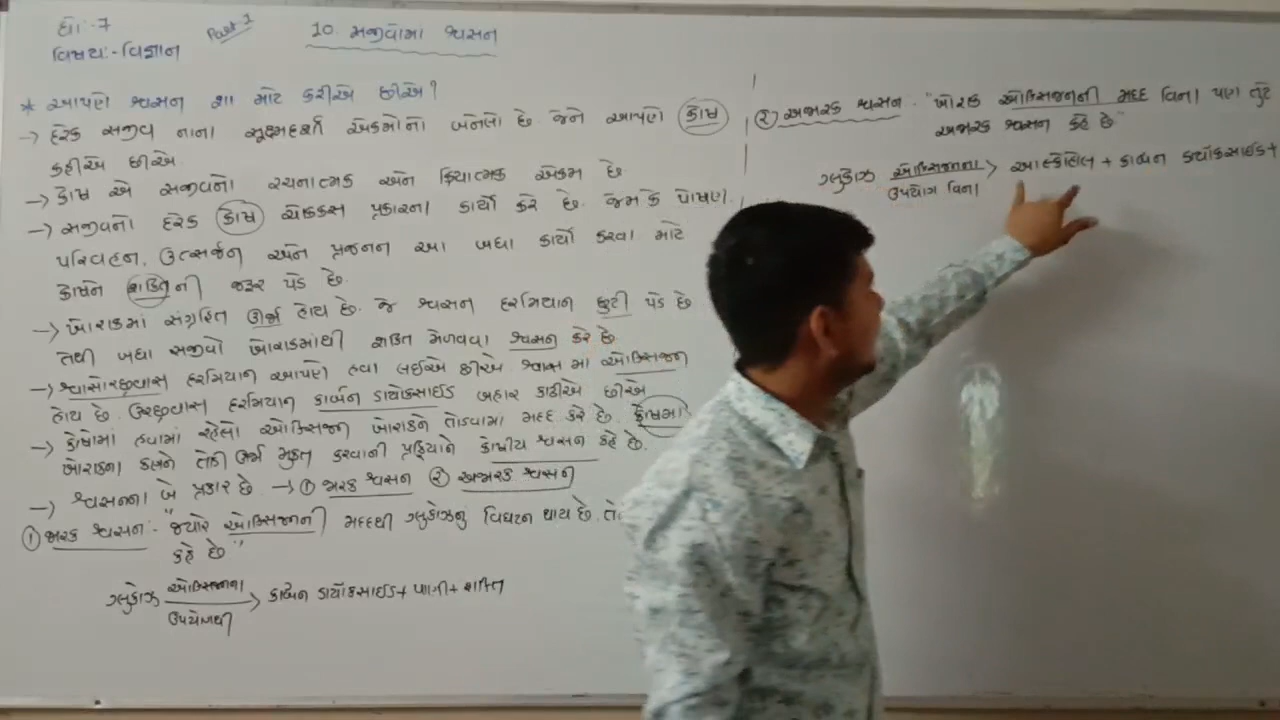 ધો:-7
વિષય:-વિજ્ઞાન
Part-1
10. સજીવોમાં શ્વસન
* આપણે શ્વસન શા માટે કરીએ છીએ?
→ દરેક સજીવ નાના સૂક્ષ્મદર્શી એકમોનો બનેલો છે જેને આપણે કોષ
કહીએ છીએ
→ કોષ એ સજીવનો રચનાત્મક અને ક્રિયાત્મક એકમ છે
→ સજીવનો દરેક કોષ ચોક્કસ પ્રકારના કાર્યો કરે છે. જેમ કે પોષણ,
પરિવહન, ઉત્સર્જન અને પ્રજનન આ બધા કાર્યો કરવા માટે
કોષને શક્તિની જરૂર પડે છે.
→ ખોરાકમાં સંગ્રહિત ઊર્જા હોય છે. જે શ્વસન દરમિયાન છુટી પડે છે
તેથી બધા સજીવો ખોરાકમાંથી શક્તિ મેળવવા શ્વસન કરે છે.
→ શ્વાસોચ્છવાસ દરમિયાન આપણે હવા લઈએ છીએ શ્વાસ માં ઓક્સિજન
હોય છે. ઉચ્છવાસ દરમિયાન કાર્બન ડાયોકસાઈડ બહાર કાઢીએ છીએ
→ કોષોમાં હવામાં રહેલો ઓક્સિજન ખોરાકને તોડવામાં મદદ કરે છે. કોષમાં
ખોરાકના કણને તોડી ઊર્જા મુક્ત કરવાની પ્રક્રિયાને કોષીય શ્વસન કહે છે.
→ શ્વસનના બે પ્રકાર છે → ① જારક શ્વસન ② અજારક શ્વસન
① જારક શ્વસન:- "જ્યારે ઓક્સિજનની મદદથી ગ્લુકોઝનું વિઘટન થાય છે. તે
કહે છે"
ગ્લુકોઝ ઓક્સિજનના ઉપયોગથી > કાર્બન ડાયોકસાઈડ + પાણી + શક્તિ
② અજારક શ્વસન. "ખોરાક ઓક્સિજનની મદદ વિના પણ તુટે
અજારક શ્વસન કહે છે"
ગ્લુકોઝ ઓક્સિજનના ઉપયોગ વિના > આલ્કોહોલ + કાર્બન ડાયૉકસાઈડ +